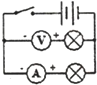 - V +
- A +